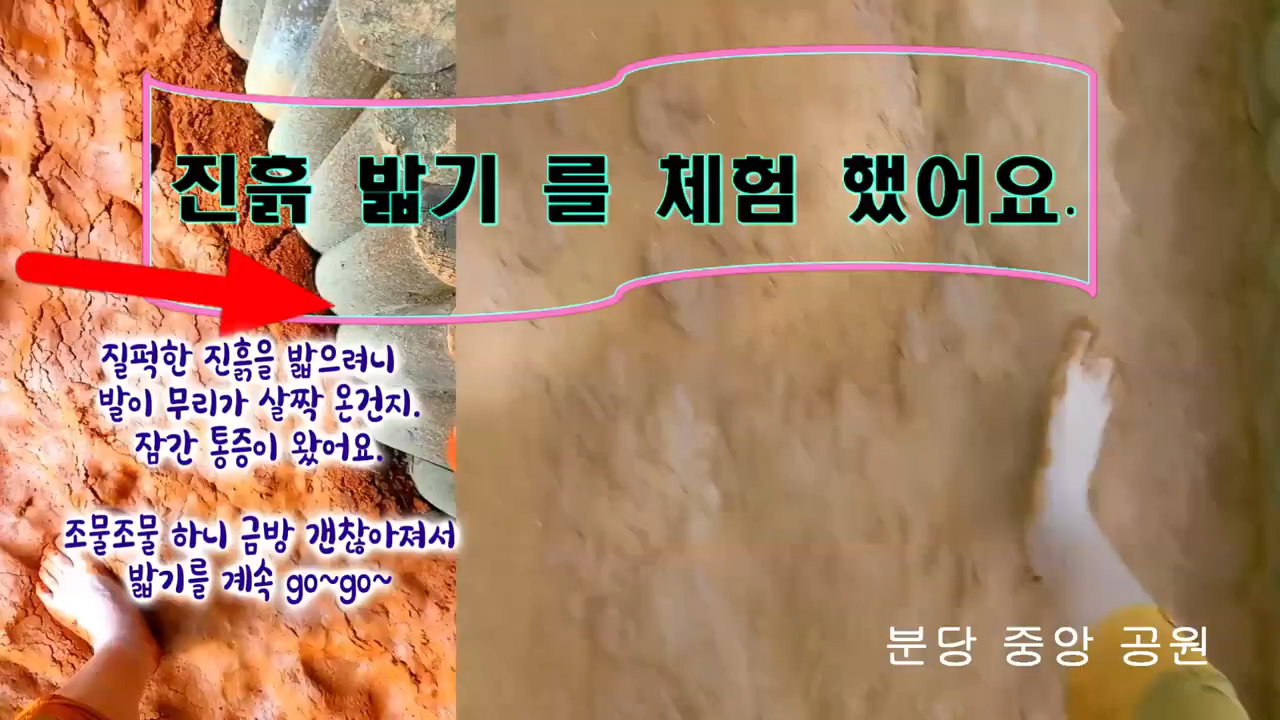 진흙 밟기 를 체험 했어요.
질퍽한 진흙을 밟으려니
발이 무리가 살짝 온건지.
잠간 통증이 왔어요.
조물조물 하니 금방 갠찮아져서
밟기를 계속 go~go~
분당 중앙 공원